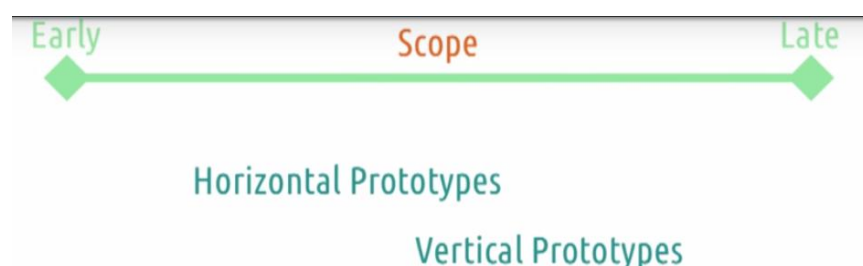 Early Scope Late
Horizontal Prototypes
Vertical Prototypes